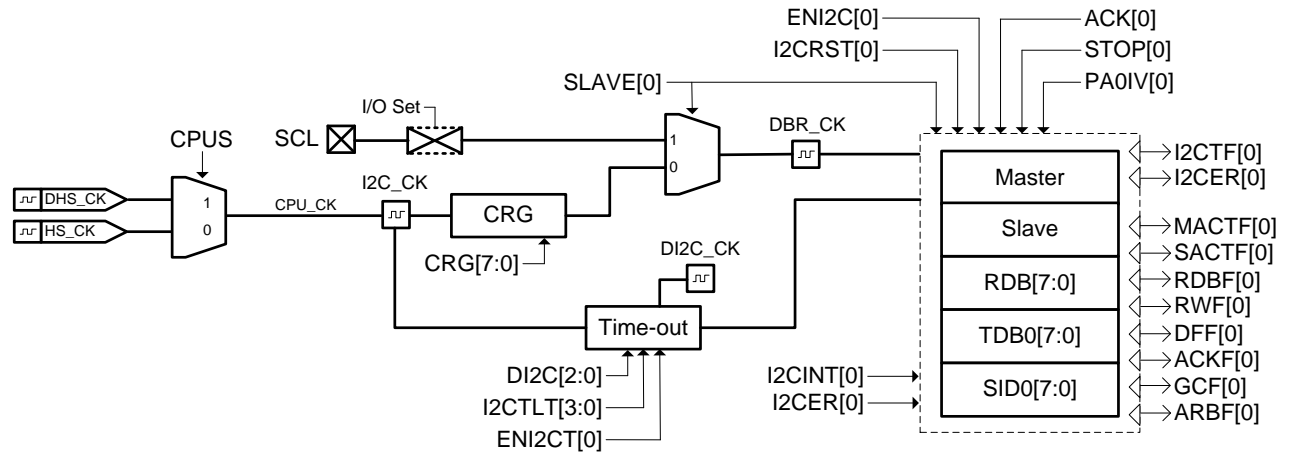 ENI2C[0]
ACK[0]
I2CRST[0]
STOP[0]
SLAVE[0]
PA0IV[0]
I/O Set
SCL
1
0
DBR_CK
CPUS
DHS_CK
HS_CK
1
0
CPU_CK
I2C_CK
CRG
CRG[7:0]
DI2C_CK
Time-out
DI2C[2:0]
I2CTLT[3:0]
ENI2CT[0]
I2CINT[0]
I2CER[0]
Master
Slave
RDB[7:0]
TDB0[7:0]
SID0[7:0]
I2CTF[0]
I2CER[0]
MACTF[0]
SACTF[0]
RDBF[0]
RWF[0]
DFF[0]
ACKF[0]
GCF[0]
ARBF[0]